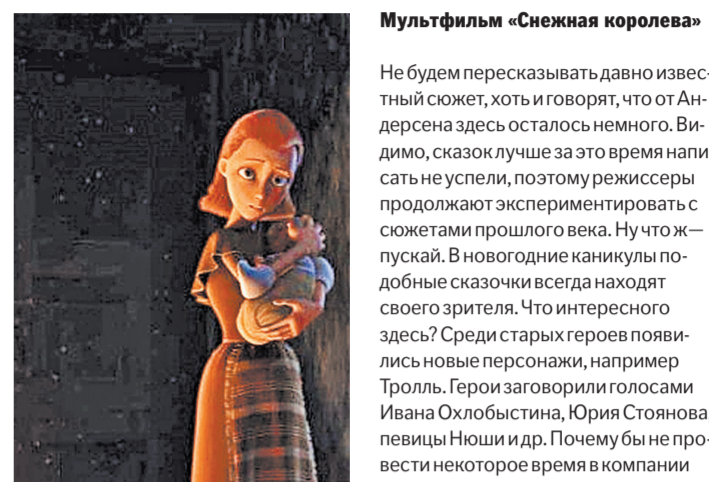 Мультфильм «Снежная королева»
Не будем пересказывать давно извес-
тный сюжет, хоть и говорят, что от Ан-
дерсена здесь осталось немного. Ви-
димо, сказок лучше за это время напи
сать не успели, поэтому режиссеры
продолжают экспериментировать с
сюжетами прошлого века. Ну что ж—
пускай. В новогодние каникулы по-
добные сказочки всегда находят
своего зрителя. Что интересного
здесь? Среди старых героев появи-
лись новые персонажи, например
Тролль. Герои заговорили голосами
Ивана Охлобыстина, Юрия Стоянова
певицы Нюши и др. Почему бы не про-
вести некоторое время в компании